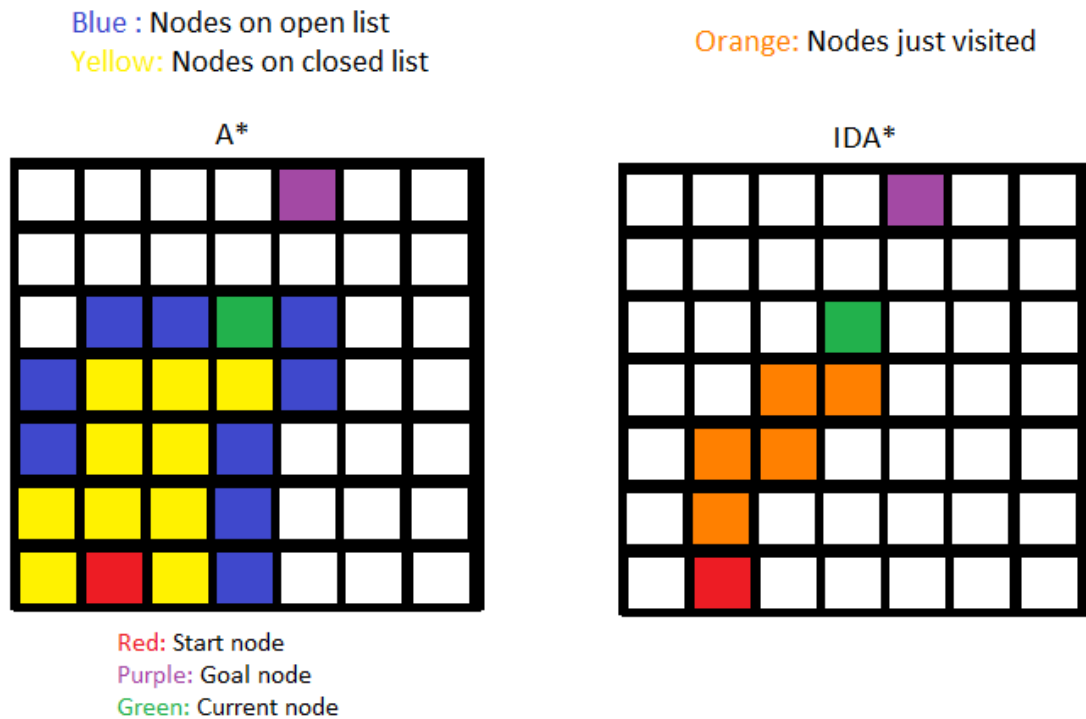 Blue : Nodes on open list
Yellow: Nodes on closed list
Orange: Nodes just visited
A*
IDA*
Red: Start node
Purple: Goal node
Green: Current node